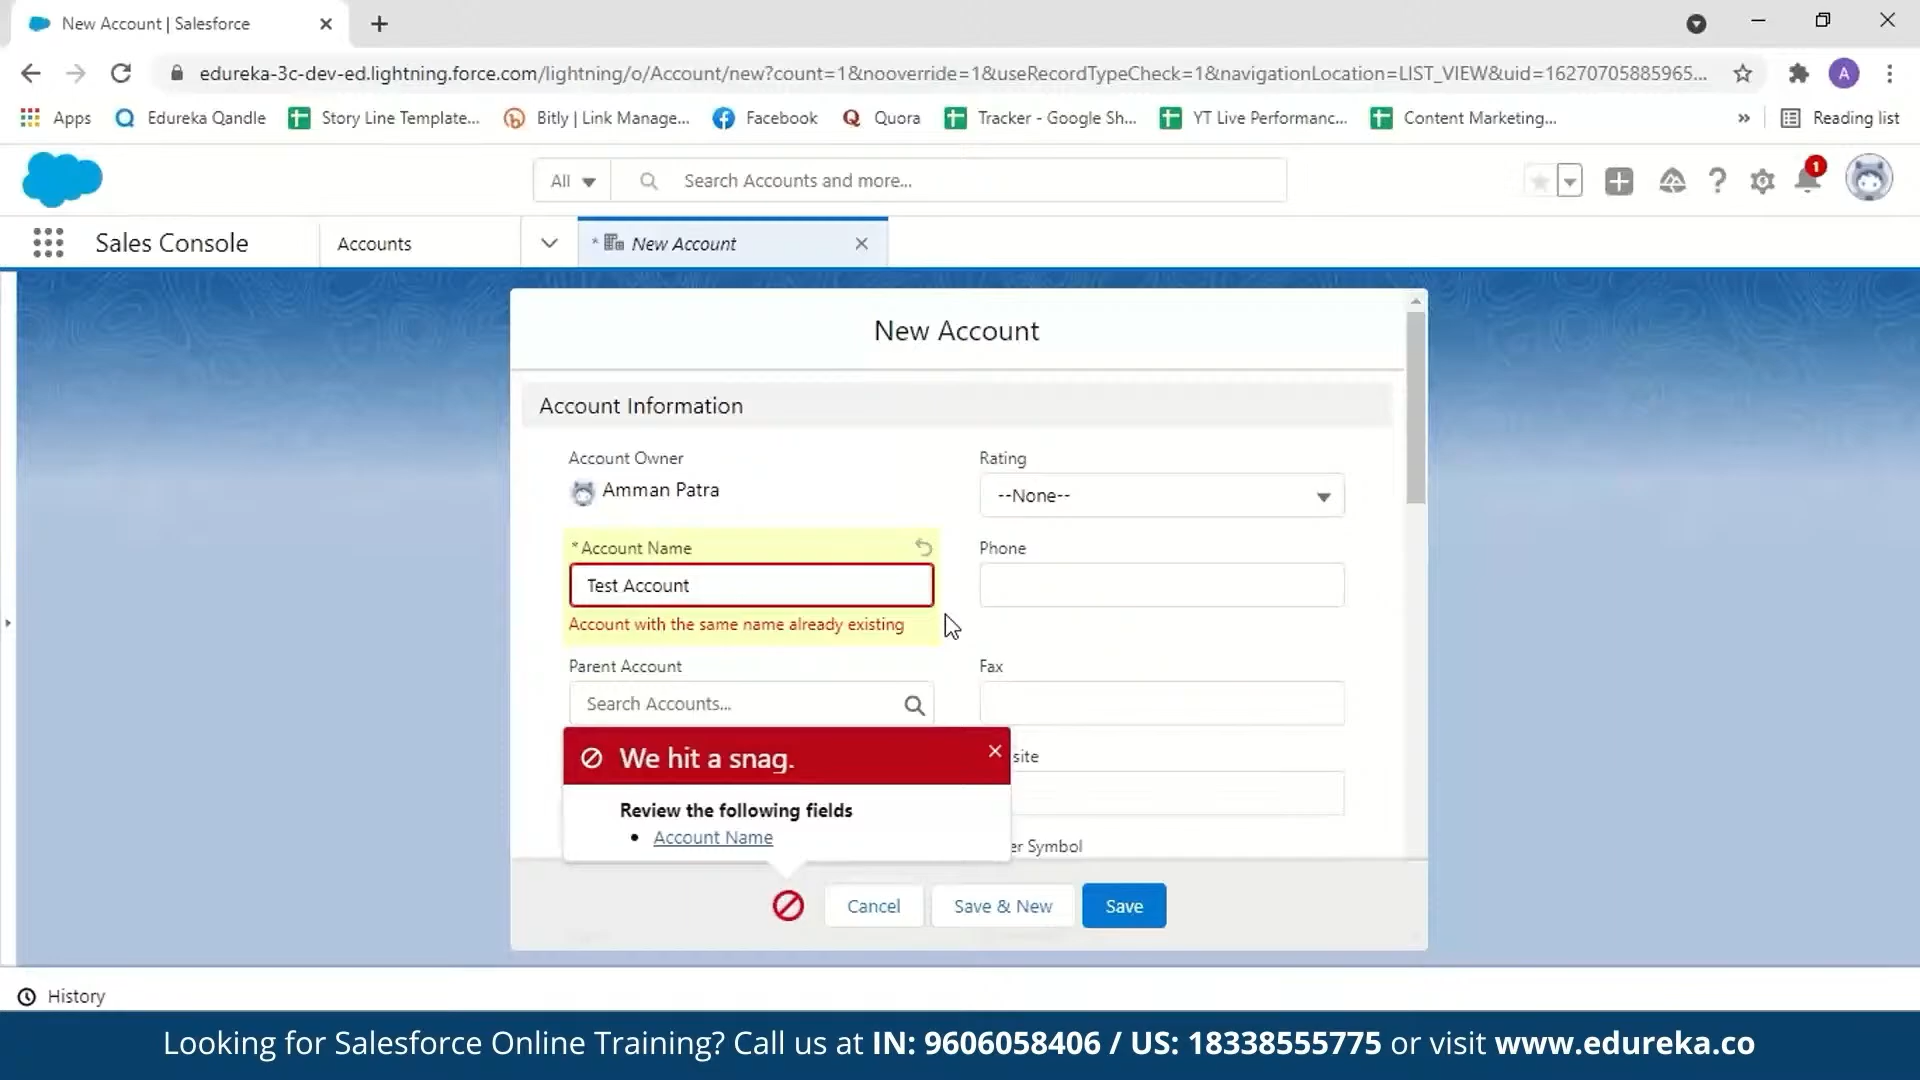 New Account | Salesforce
edureka-3c-dev-ed.lightning.force.com/lightning/o/Account/new?count=1&nooverride=1&useRecordTypeCheck=1&navigationLocation=LIST_VIEW&uid=16270705885965...
A
Apps
Edureka Qandle
Story Line Template...
Bitly | Link Manage...
Facebook
Quora
Tracker - Google Sh...
YT Live Performanc...
Content Marketing...
»
Reading list
All
Search Accounts and more...
1
Sales Console
Accounts
* New Account
New Account
Account Information
Account Owner
Rating
Amman Patra
--None--
*Account Name
Phone
Test Account
Account with the same name already existing
Parent Account
Fax
Search Accounts...
We hit a snag.
site
Review the following fields
• Account Name
er Symbol
Cancel
Save & New
Save
History
Looking for Salesforce Online Training? Call us at IN: 9606058406 / US: 18338555775 or visit www.edureka.co